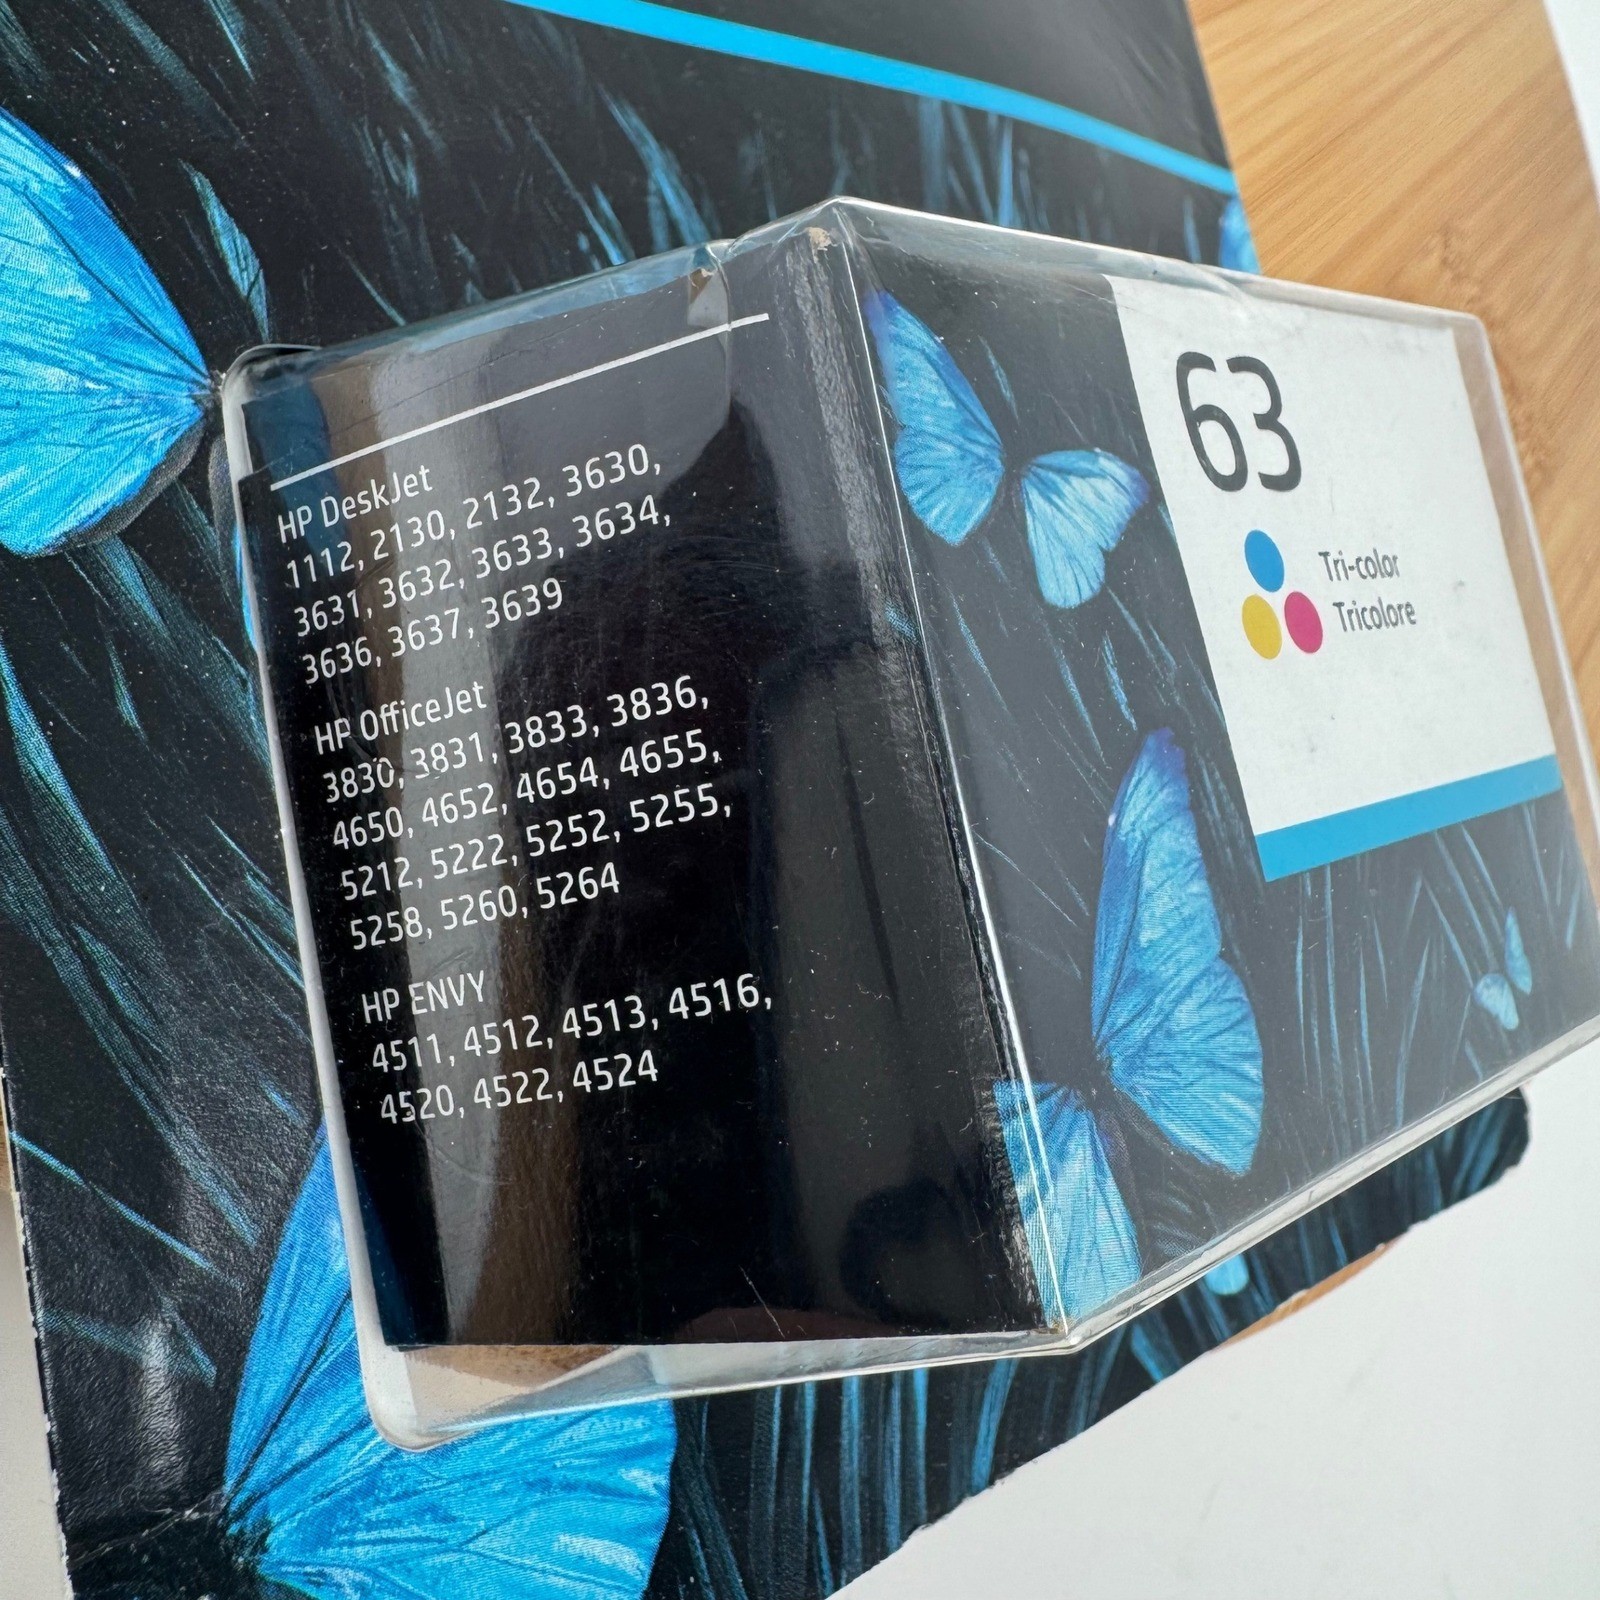 HP DeskJet
1112, 2130, 2132, 3630,
3631, 3632, 3633, 3634,
3636, 3637, 3639
HP OfficeJet
3830, 3831, 3833, 3836,
4650, 4652, 4654, 4655,
5212, 5222, 5252, 5255,
5258, 5260, 5264
HP ENVY
4511, 4512, 4513, 4516,
4520, 4522, 4524
63
Tri-color
Tricolore